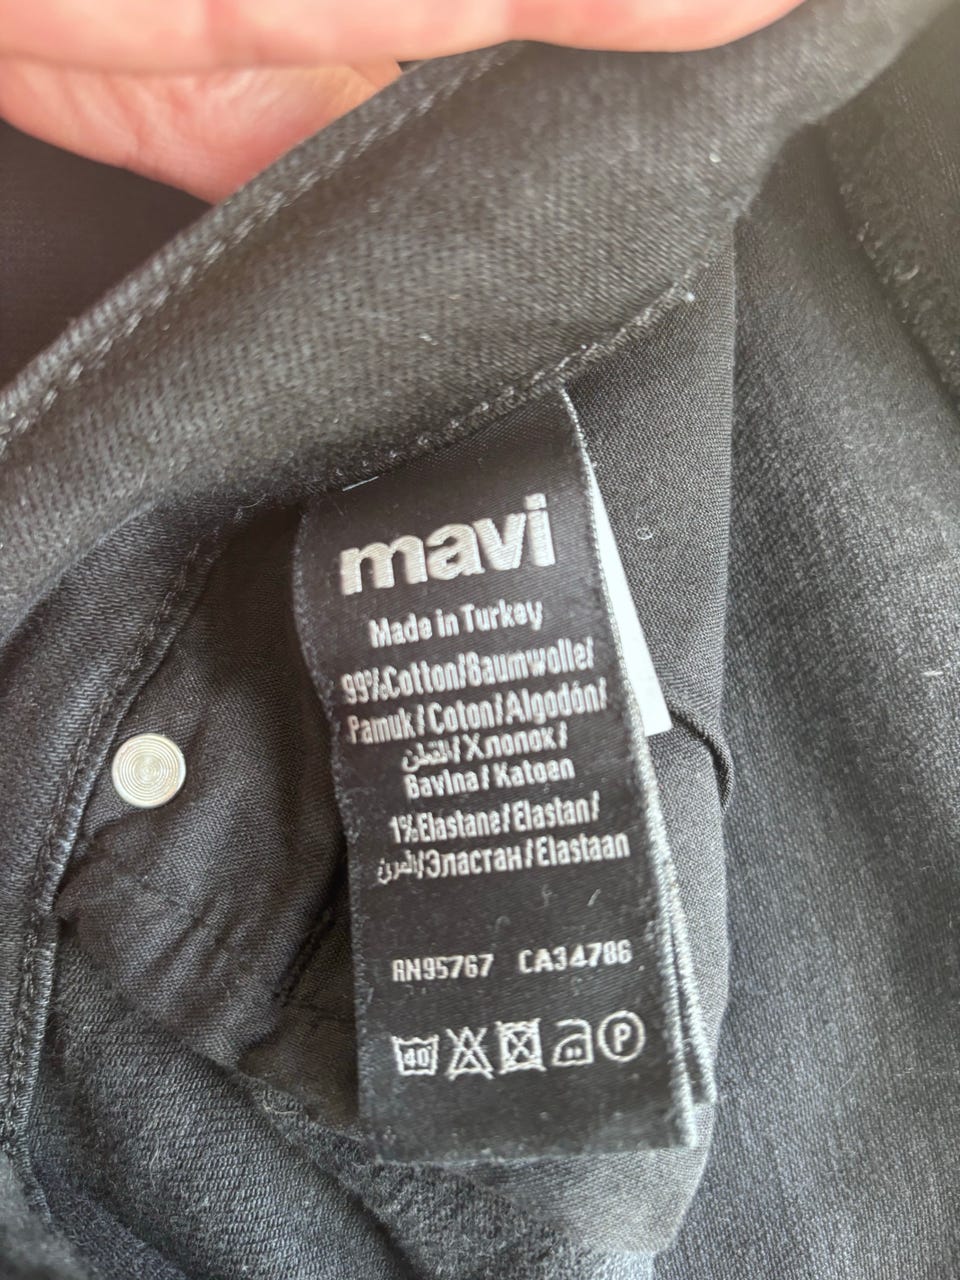 mavi
Made in Turkey
99%Cotton/Baumwolle/
Pamuk/Coton/Algodón/
القطن/Хлопок/
Bavlna/Katoen
1%Elastane/Elastan/
/Эластан/Elastaan
RN95767 CA34786
40 P